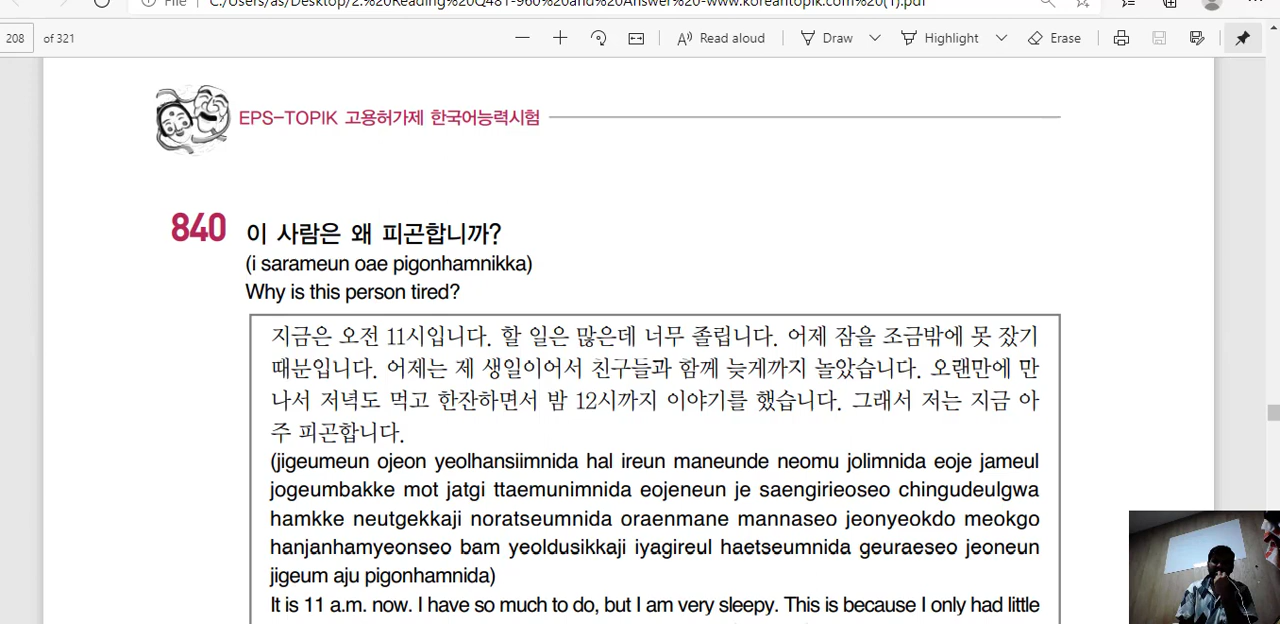 File
C:/Users/as/Desktop/2.%20Reading%20Q481-960%20and%20Answer%20-www.koreantopik.com%20(1).pdf
208 of 321 Read aloud Draw Highlight Erase
EPS-TOPIK 고용허가제 한국어능력시험
840 이 사람은 왜 피곤합니까?
(i sarameun oae pigonhamnikka)
Why is this person tired?
지금은 오전 11시입니다. 할 일은 많은데 너무 졸립니다. 어제 잠을 조금밖에 못 잤기
때문입니다. 어제는 제 생일이어서 친구들과 함께 늦게까지 놀았습니다. 오랜만에 만
나서 저녁도 먹고 한잔하면서 밤 12시까지 이야기를 했습니다. 그래서 저는 지금 아
주 피곤합니다.
(jigeumeun ojeon yeolhansiimnida hal ireun maneunde neomu jolimnida eoje jameul
jogeumbakke mot jatgi ttaemunimnida eojeneun je saengirieoseo chingudeulgwa
hamkke neutgekkaji noratseumnida oraenmane mannaseo jeonyeokdo meokgo
hanjanhamyeonseo bam yeoldusikkaji iyagireul haetseumnida geuraeseo jeoneun
jigeum aju pigonhamnida)
It is 11 a.m. now. I have so much to do, but I am very sleepy. This is because I only had little